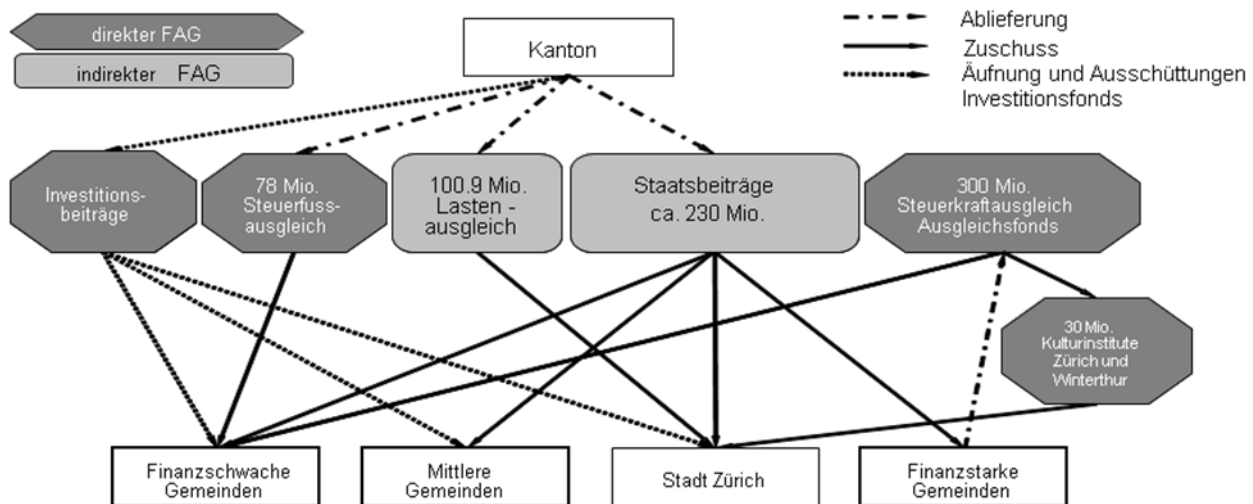 direkter FAG
indirekter FAG
Kanton
Ablieferung
Zuschuss
Äufnung und Ausschüttungen
Investitionsfonds
Investitions-
beiträge
78 Mio.
Steuerfuss-
ausgleich
100.9 Mio.
Lasten -
ausgleich
Staatsbeiträge
ca. 230 Mio.
300 Mio.
Steuerkraftausgleich
Ausgleichsfonds
30 Mio.
Kulturinstitute
Zürich und
Winterthur
Finanzschwache
Gemeinden
Mittlere
Gemeinden
Stadt Zürich
Finanzstarke
Gemeinden